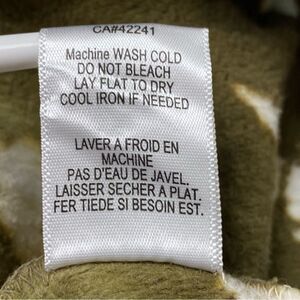 CA#42241
Machine WASH COLD
DO NOT BLEACH
LAY FLAT TO DRY
COOL IRON IF NEEDED
LAVER A FROID EN
MACHINE
PAS D'EAU DE JAVEL.
LAISSER SECHER A PLAT.
FER TIEDE SI BESOIN EST.